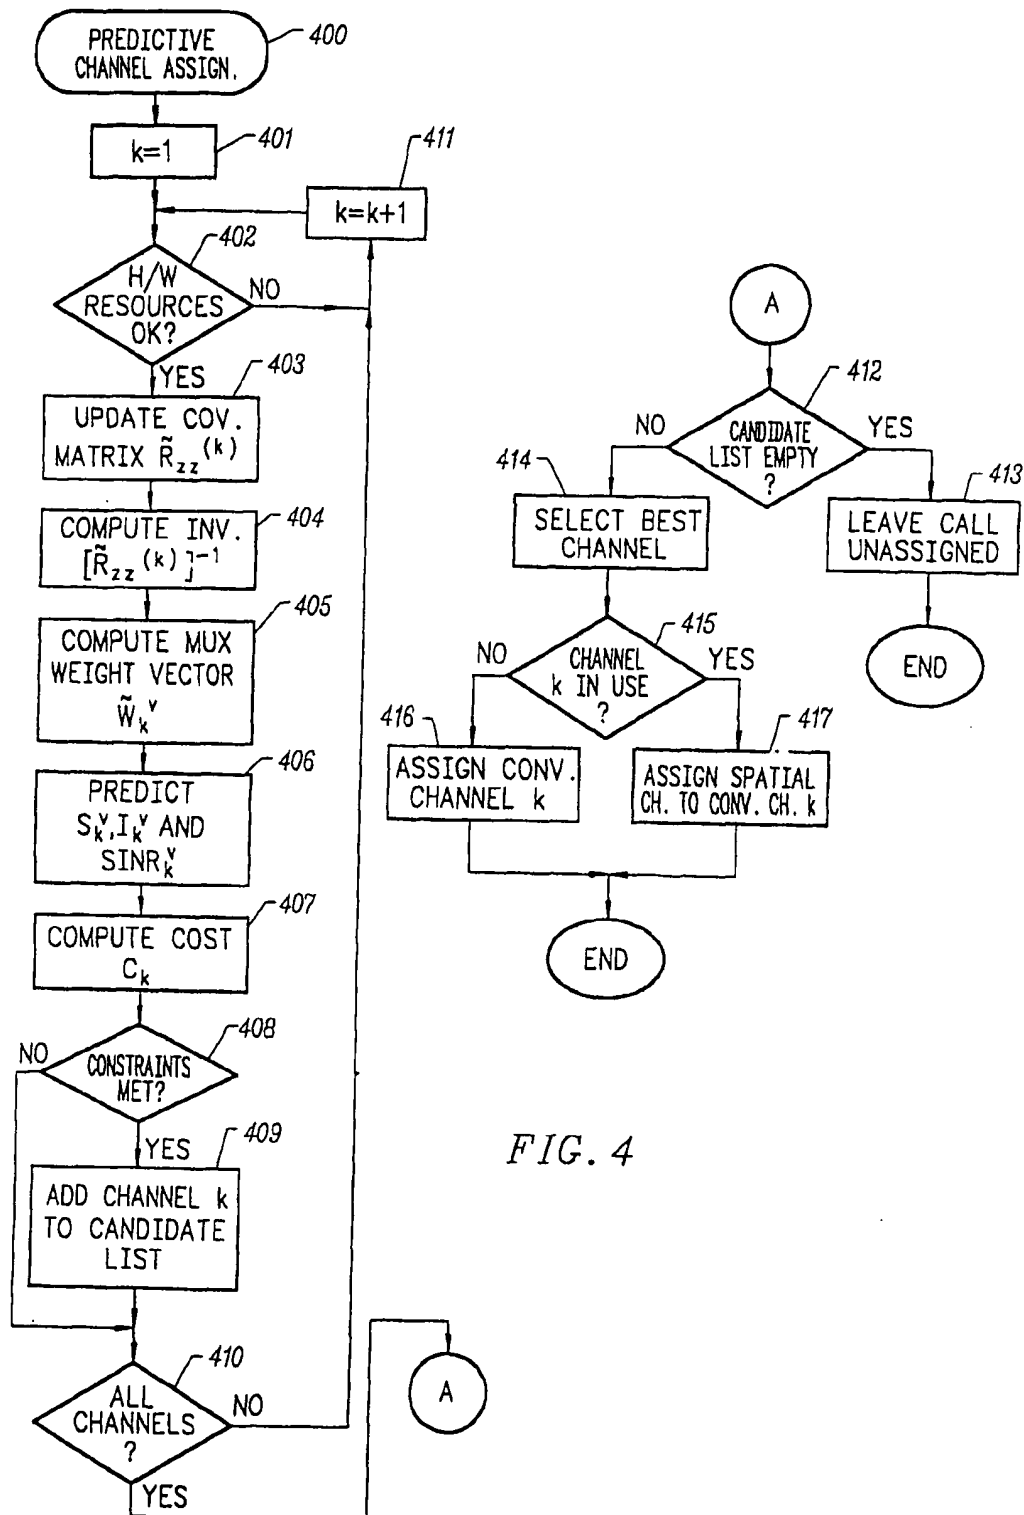 PREDICTIVE
CHANNEL ASSIGN.
400
k=1
401
k=k+1
411
H/W
RESOURCES
OK?
402
NO
YES
UPDATE COV.
MATRIX R̃zz(k)
403
COMPUTE INV.
[R̃zz(k)]-1
404
COMPUTE MUX
WEIGHT VECTOR
W̃kv
405
PREDICT
Skv,Ikv AND
SINRkv
406
COMPUTE COST
Ck
407
CONSTRAINTS
MET?
408
NO
YES
ADD CHANNEL k
TO CANDIDATE
LIST
409
ALL
CHANNELS
?
410
NO
YES
A
A
CANDIDATE
LIST EMPTY
?
412
NO
YES
SELECT BEST
CHANNEL
414
LEAVE CALL
UNASSIGNED
413
END
CHANNEL
k IN USE
?
415
NO
YES
ASSIGN CONV.
CHANNEL k
416
ASSIGN SPATIAL
CH. TO CONV. CH. k
417
END
FIG. 4